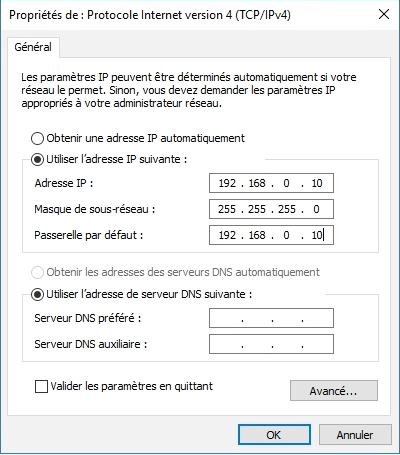 Propriétés de : Protocole Internet version 4 (TCP/IPv4)
Général
Les paramètres IP peuvent être déterminés automatiquement si votre
réseau le permet. Sinon, vous devez demander les paramètres IP
appropriés à votre administrateur réseau.
Obtenir une adresse IP automatiquement
Utiliser l'adresse IP suivante :
Adresse IP : 192 . 168 . 0 . 10
Masque de sous-réseau : 255 . 255 . 255 . 0
Passerelle par défaut : 192 . 168 . 0 . 10
Obtenir les adresses des serveurs DNS automatiquement
Utiliser l'adresse de serveur DNS suivante :
Serveur DNS préféré : . . .
Serveur DNS auxiliaire : . . .
Valider les paramètres en quittant
Avancé...
OK Annuler